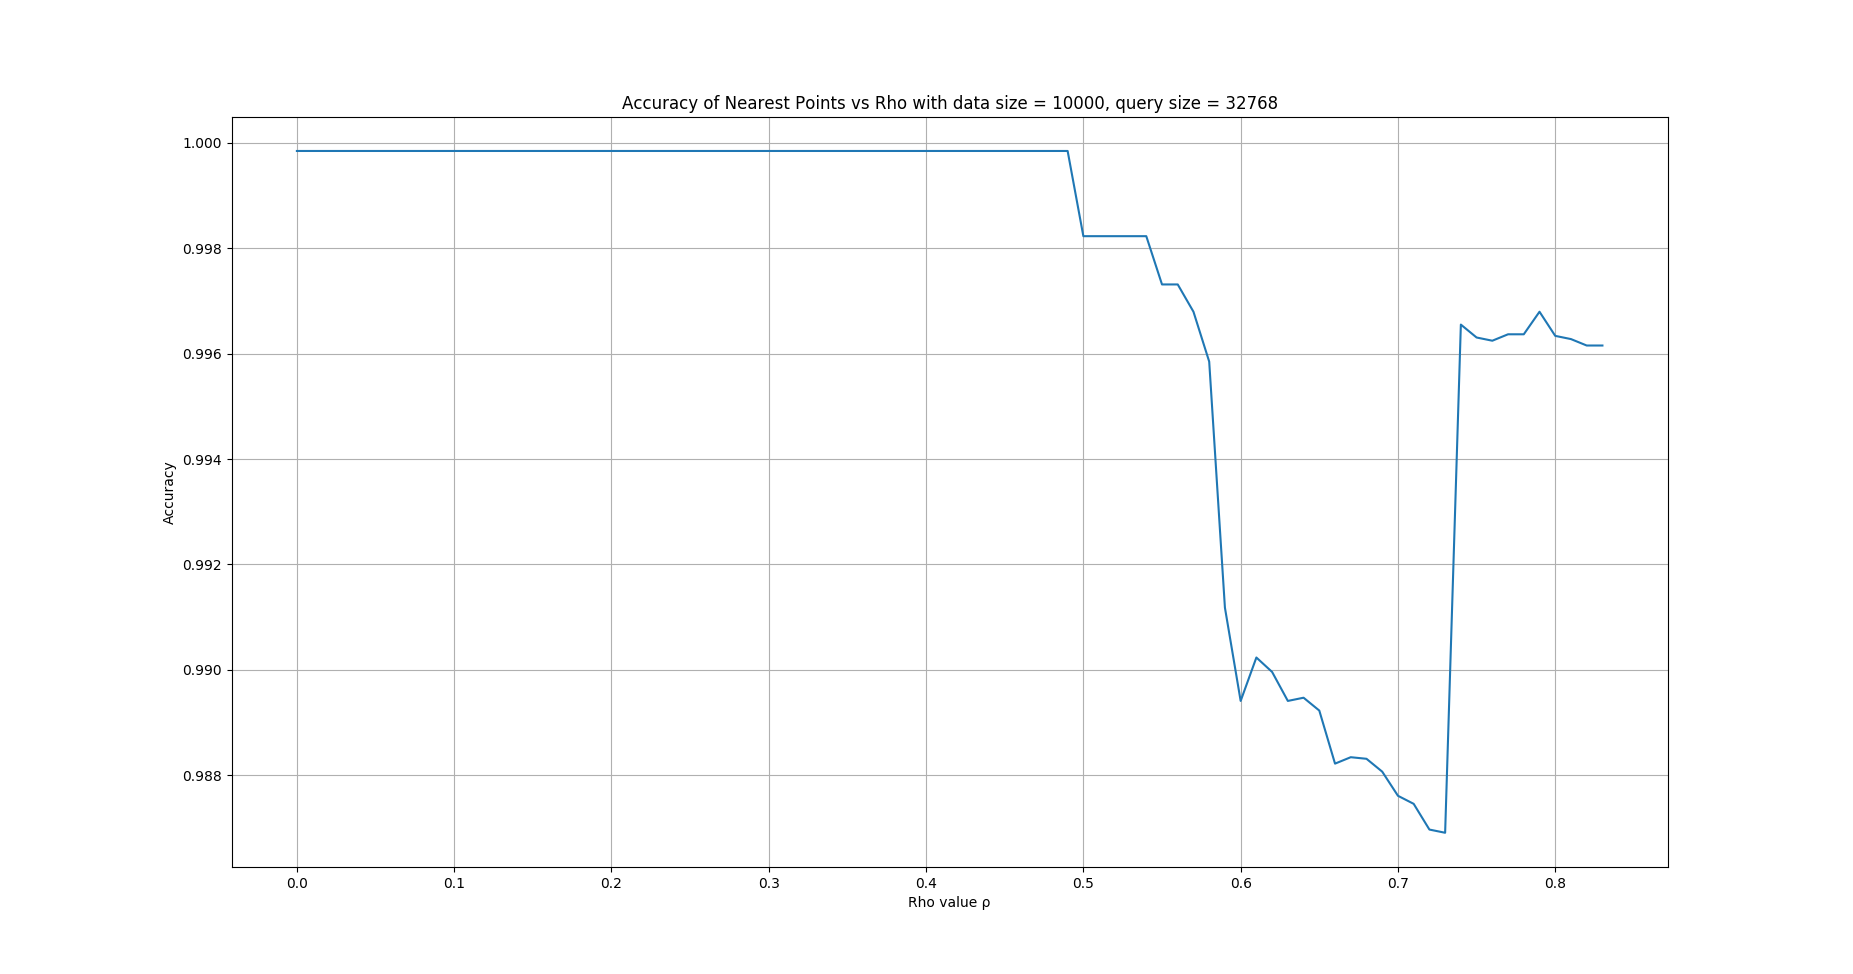 Accuracy of Nearest Points vs Rho with data size = 10000, query size = 32768
1.000
0.998
0.996
0.994
0.992
0.990
0.988
Accuracy
0.0 0.1 0.2 0.3 0.4 0.5 0.6 0.7 0.8
Rho value ρ